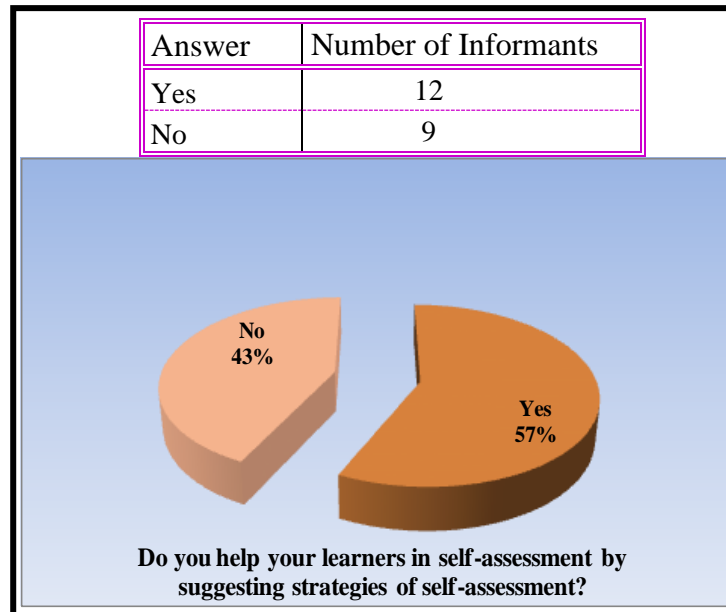 Answer Number of Informants
Yes 12
No 9
No
43%
Yes
57%
Do you help your learners in self-assessment by
suggesting strategies of self-assessment?